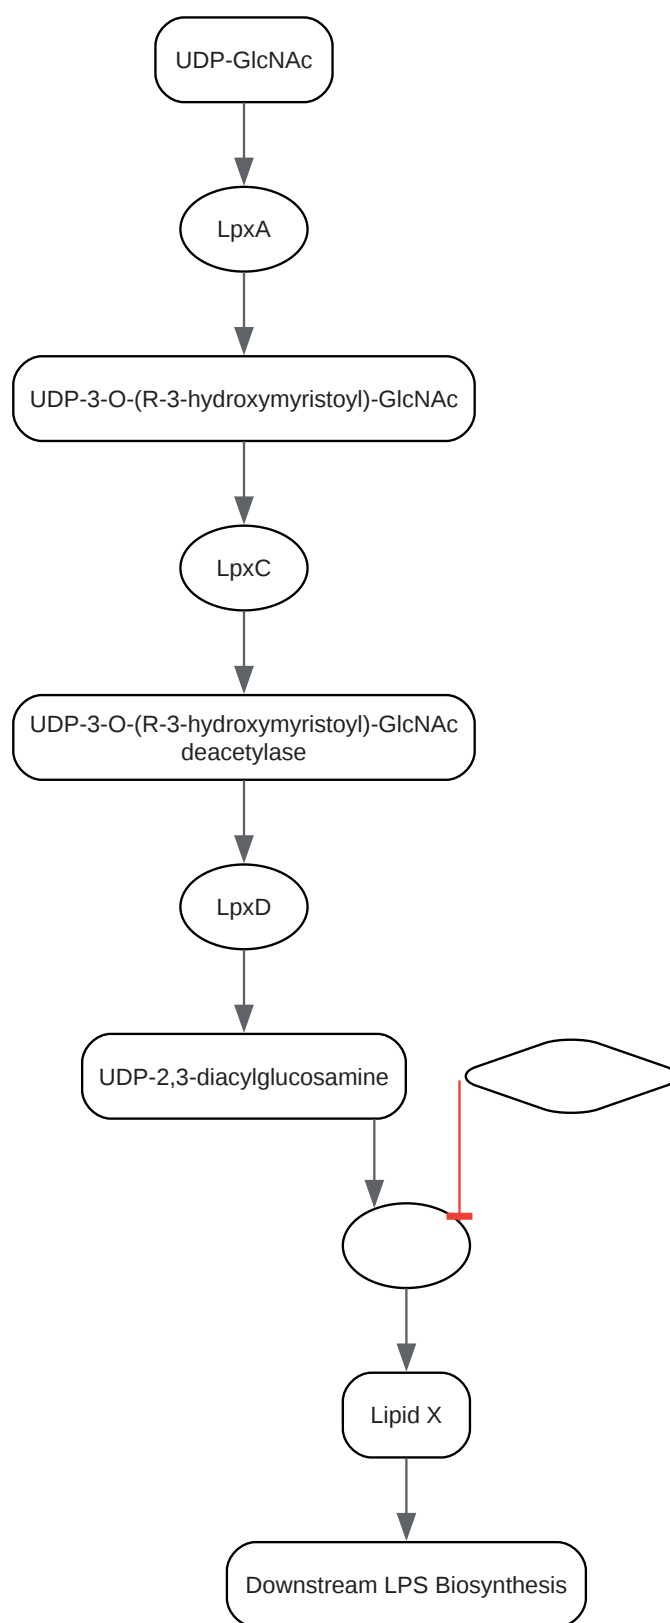 UDP-GlcNAc
LpxA
UDP-3-O-(R-3-hydroxymyristoyl)-GlcNAc
LpxC
UDP-3-O-(R-3-hydroxymyristoyl)-GlcNAc
deacetylase
LpxD
UDP-2,3-diacylglucosamine
Lipid X
Downstream LPS Biosynthesis